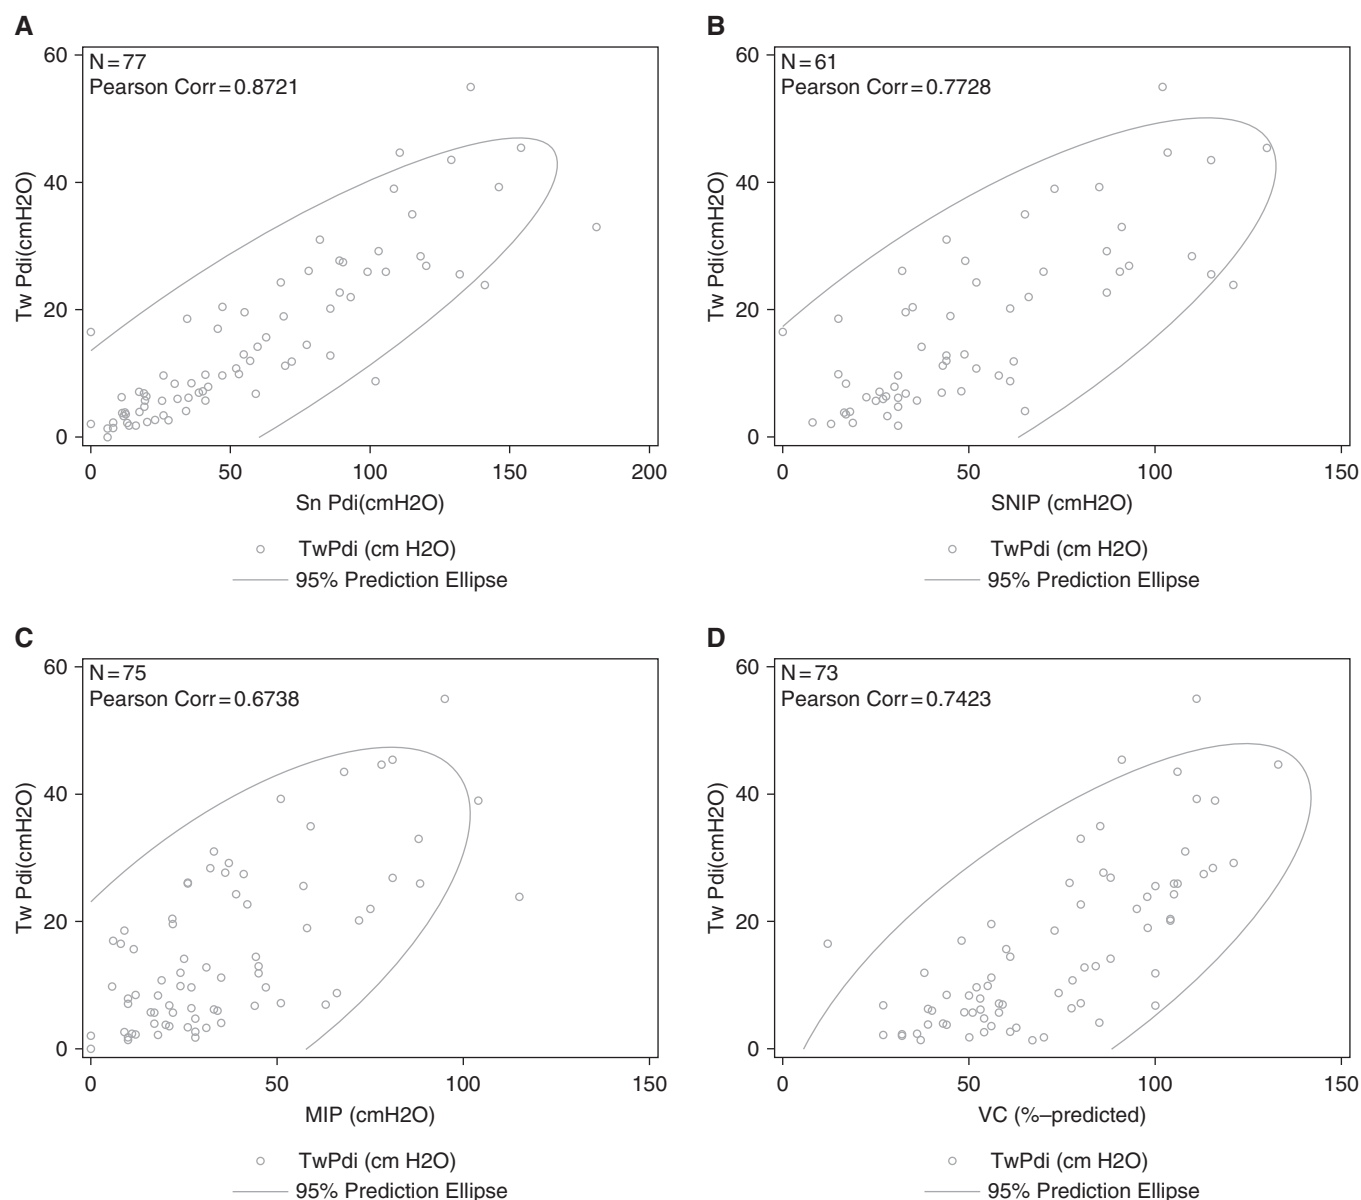 A
N=77
Pearson Corr=0.8721
60
40
20
0
Tw Pdi(cmH2O)
0 50 100 150 200
Sn Pdi(cmH2O)
TwPdi (cm H2O)
95% Prediction Ellipse
B
N=61
Pearson Corr=0.7728
60
40
20
0
Tw Pdi(cmH2O)
0 50 100 150
SNIP (cmH2O)
TwPdi (cm H2O)
95% Prediction Ellipse
C
N=75
Pearson Corr=0.6738
60
40
20
0
Tw Pdi(cmH2O)
0 50 100 150
MIP (cmH2O)
TwPdi (cm H2O)
95% Prediction Ellipse
D
N=73
Pearson Corr=0.7423
60
40
20
0
Tw Pdi(cmH2O)
0 50 100 150
VC (%–predicted)
TwPdi (cm H2O)
95% Prediction Ellipse